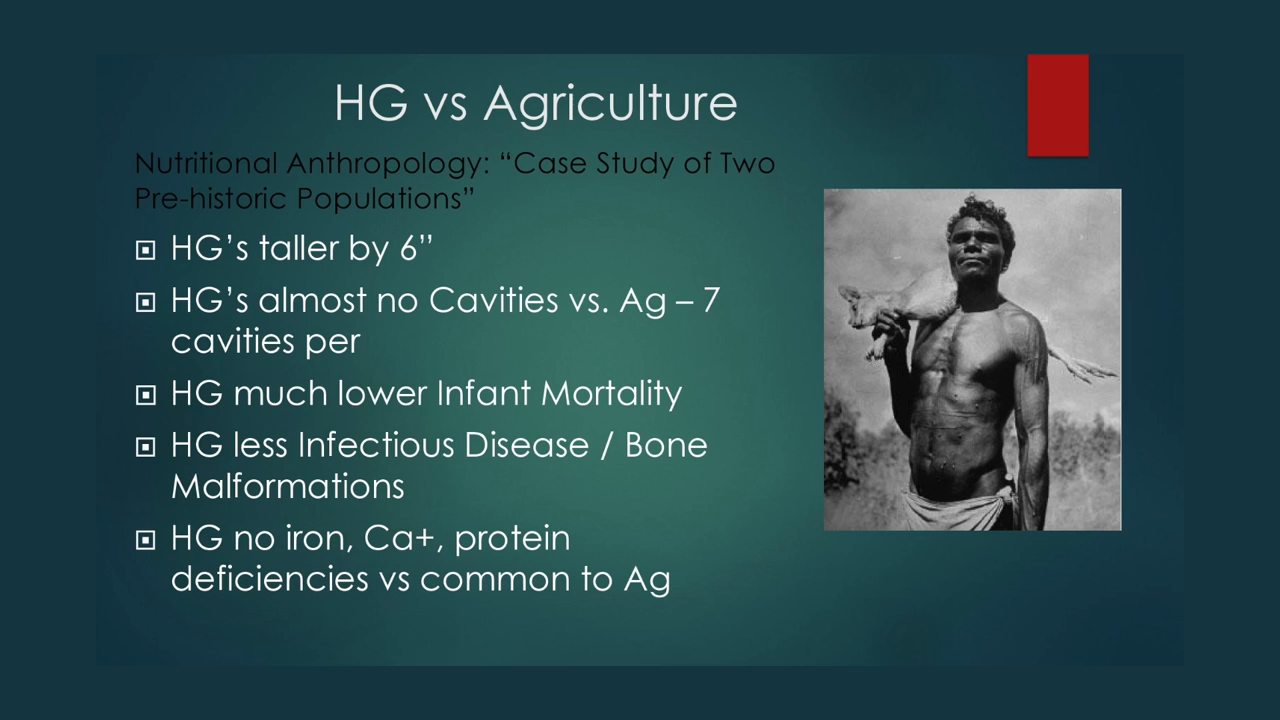 HG vs Agriculture
Nutritional Anthropology: “Case Study of Two
Pre-historic Populations”
HG’s taller by 6”
HG’s almost no Cavities vs. Ag – 7
cavities per
HG much lower Infant Mortality
HG less Infectious Disease / Bone
Malformations
HG no iron, Ca+, protein
deficiencies vs common to Ag